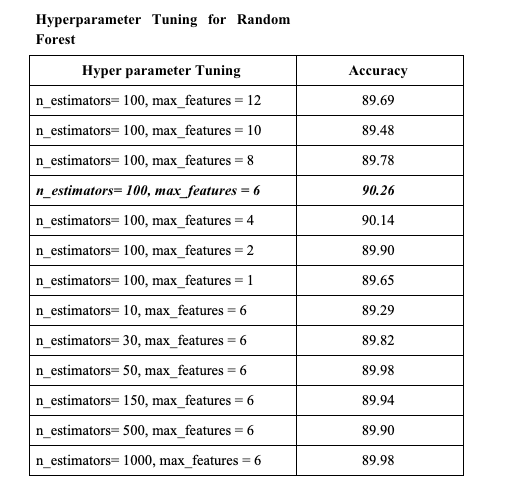 Hyperparameter Tuning for Random
Forest
Hyper parameter Tuning Accuracy
n_estimators= 100, max_features = 12 89.69
n_estimators= 100, max_features = 10 89.48
n_estimators= 100, max_features = 8 89.78
n_estimators= 100, max_features = 6 90.26
n_estimators= 100, max_features = 4 90.14
n_estimators= 100, max_features = 2 89.90
n_estimators= 100, max_features = 1 89.65
n_estimators= 10, max_features = 6 89.29
n_estimators= 30, max_features = 6 89.82
n_estimators= 50, max_features = 6 89.98
n_estimators= 150, max_features = 6 89.94
n_estimators= 500, max_features = 6 89.90
n_estimators= 1000, max_features = 6 89.98